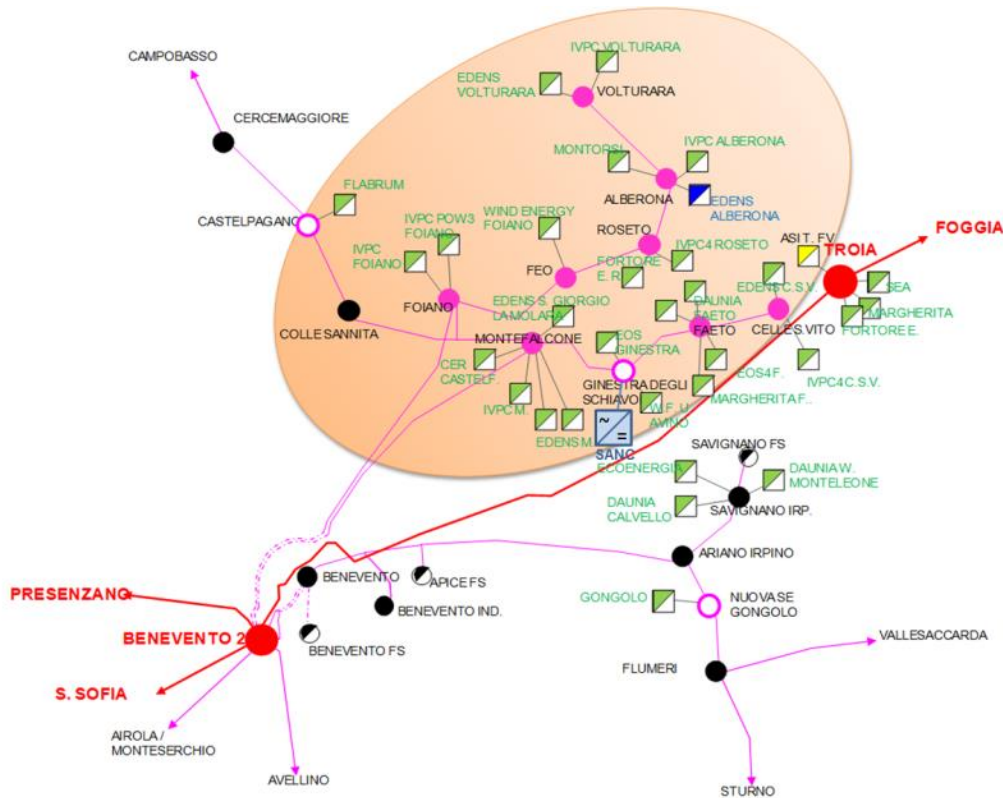 IVPC VOLTURARA
CAMPOBASSO
EDENS
VOLTURARA
VOLTURARA
CERCEMAGGIORE
MONTORSI
IVPC ALBERONA
FLABRUM
ALBERONA
EDENS
ALBERONA
CASTELPAGANO
IVPC POW3
FOIANO
WIND ENERGY
FOIANO
ROSETO
ASI T. FV
FOGGIA
IVPC
FOIANO
IVPC4 ROSETO
TROIA
FEO
FORTORE
E. R.
EDENS C.S.V.
SEA
FOIANO
EDENS S. GIORGIO
LA MOLARA
DAUNIA
FAETO
MARGHERITA
COLLE SANNITA
MONTEFALCONE
EOS
GINESTRA
FAETO
CELLE S. VITO
FORTORE E.
CER
CASTELF.
EOS4 F.
IVPC4 C.S.V.
GINESTRA DEGLI
SCHIAVO
MARGHERITA F..
IVPC M.
W.F. U
EDENS M
~
=
SANC
SAVIGNANO FS
ECOENERGIA
DAUNIA W.
MONTELEONE
DAUNIA
CALVELLO
SAVIGNANO IRP.
ARIANO IRPINO
BENEVENTO
APICE FS
PRESENZANO
BENEVENTO IND.
GONGOLO
NUOVA SE
GONGOLO
BENEVENTO 2
BENEVENTO FS
VALLESACCARDA
FLUMERI
S. SOFIA
AIROLA /
MONTESERCHIO
AVELLINO
STURNO